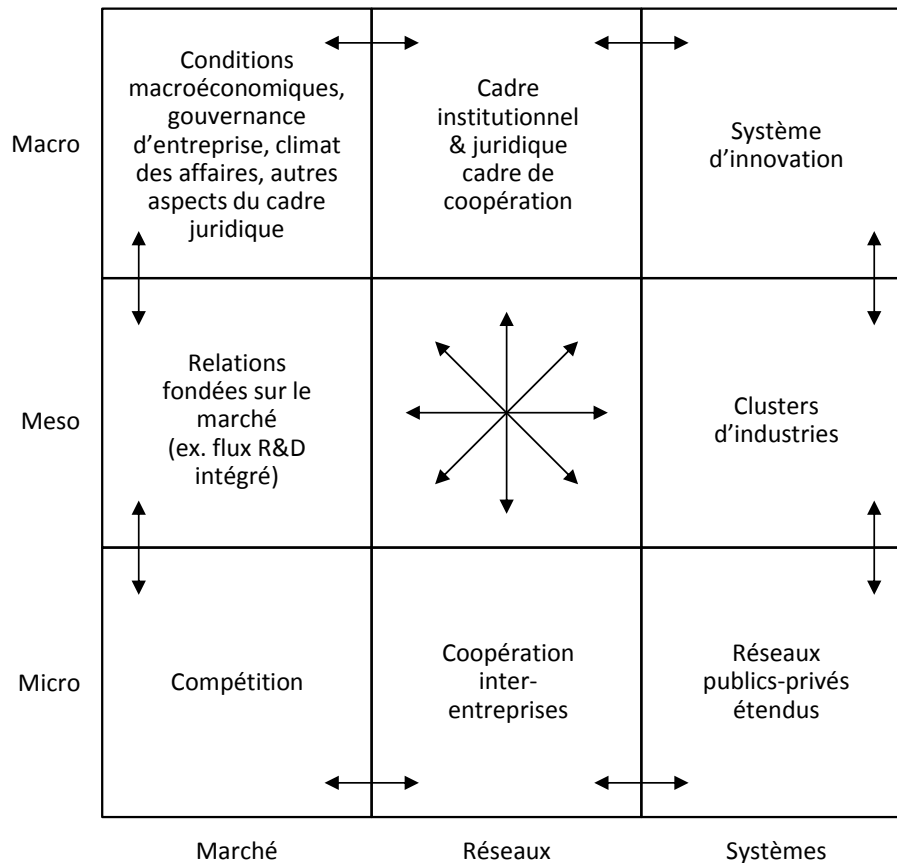 Macro
Conditions
macroéconomiques,
gouvernance
d’entreprise, climat
des affaires, autres
aspects du cadre
juridique
Cadre
institutionnel
& juridique
cadre de
coopération
Système
d’innovation
Meso
Relations
fondées sur le
marché
(ex. flux R&D
intégré)
Clusters
d’industries
Micro
Compétition
Coopération
inter-
entreprises
Réseaux
publics-privés
étendus
Marché
Réseaux
Systèmes